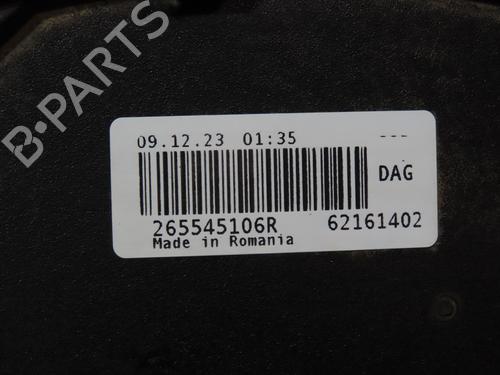 B-PARTS
09.12.23 01:35 ---
DAG
265545106R 62161402
Made in Romania